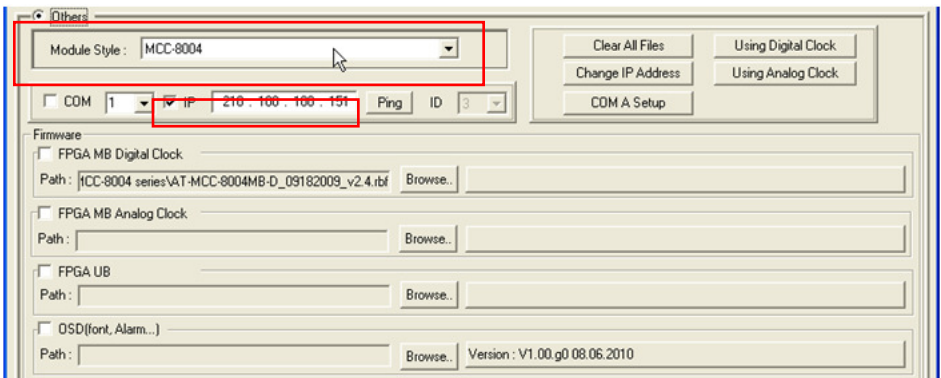 Others
Module Style : MCC-8004
Clear All Files
Using Digital Clock
Change IP Address
Using Analog Clock
COM A Setup
COM 1 IP 210 . 100 . 100 . 151 Ping ID 3
Firmware
FPGA MB Digital Clock
Path : CC-8004 series\AT-MCC-8004MB-D_09182009_v2.4.rbf Browse..
FPGA MB Analog Clock
Path : Browse..
FPGA UB
Path : Browse..
OSD(font, Alarm...)
Path : Browse.. Version : V1.00.g0 08.06.2010